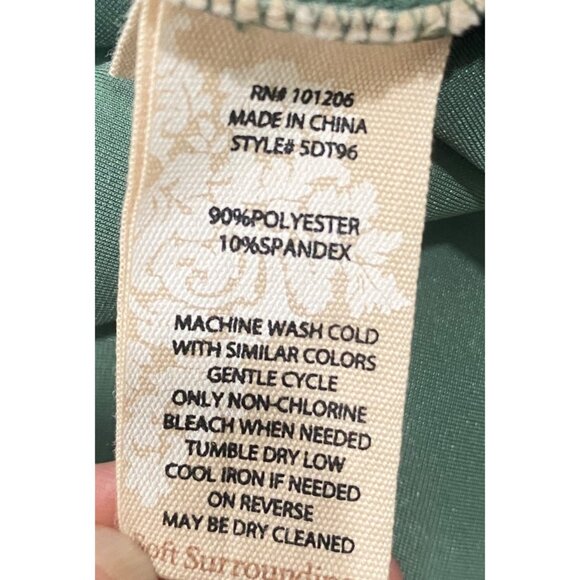 RN# 101206
MADE IN CHINA
STYLE# 5DT96
90%POLYESTER
10%SPANDEX
MACHINE WASH COLD
WITH SIMILAR COLORS
GENTLE CYCLE
ONLY NON-CHLORINE
BLEACH WHEN NEEDED
TUMBLE DRY LOW
COOL IRON IF NEEDED
ON REVERSE
MAY BE DRY CLEANED
Soft